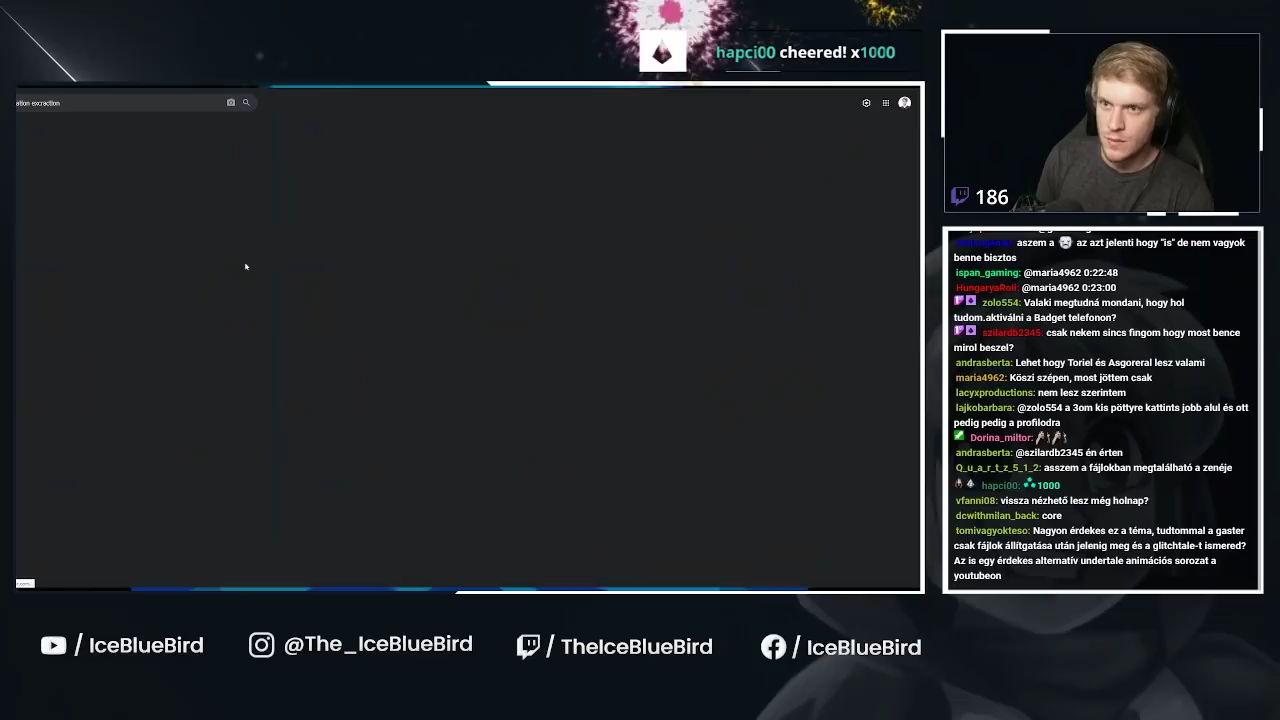 hapci00 cheered! x1000
ation exraction
186
aszem a az azt jelenti hogy "is" de nem vagyok
benne bisztos
ispan_gaming: @maria4962 0:22:48
HungaryaRoli: @maria4962 0:23:00
zolo554: Valaki megtudná mondani, hogy hol
tudom.aktiválni a Badget telefonon?
szilardb2345: csak nekem sincs fingom hogy most bence
mirol beszel?
andrasberta: Lehet hogy Toriel és Asgoreral lesz valami
maria4962: Köszi szépen, most jöttem csak
lacyxproductions: nem lesz szerintem
lajkobarbara: @zolo554 a 3om kis pöttyre kattints jobb alul és ott
pedig pedig a profilodra
Dorina_miltor:
andrasberta: @szilardb2345 én érten
Q_u_a_r_t_z_5_1_2: asszem a fájlokban megtalálható a zenéje
hapci00: 1000
vfanni08: vissza nézhető lesz még holnap?
dcwithmilan_back: core
tomivagyokteso: Nagyon érdekes ez a téma, tudtommal a gaster
csak fájlok állítgatása után jelenig meg és a glitchtale-t ismered?
Az is egy érdekes alternatív undertale animációs sorozat a
youtubeon
/ IceBlueBird
@The_IceBlueBird
/ TheIceBlueBird
/ IceBlueBird